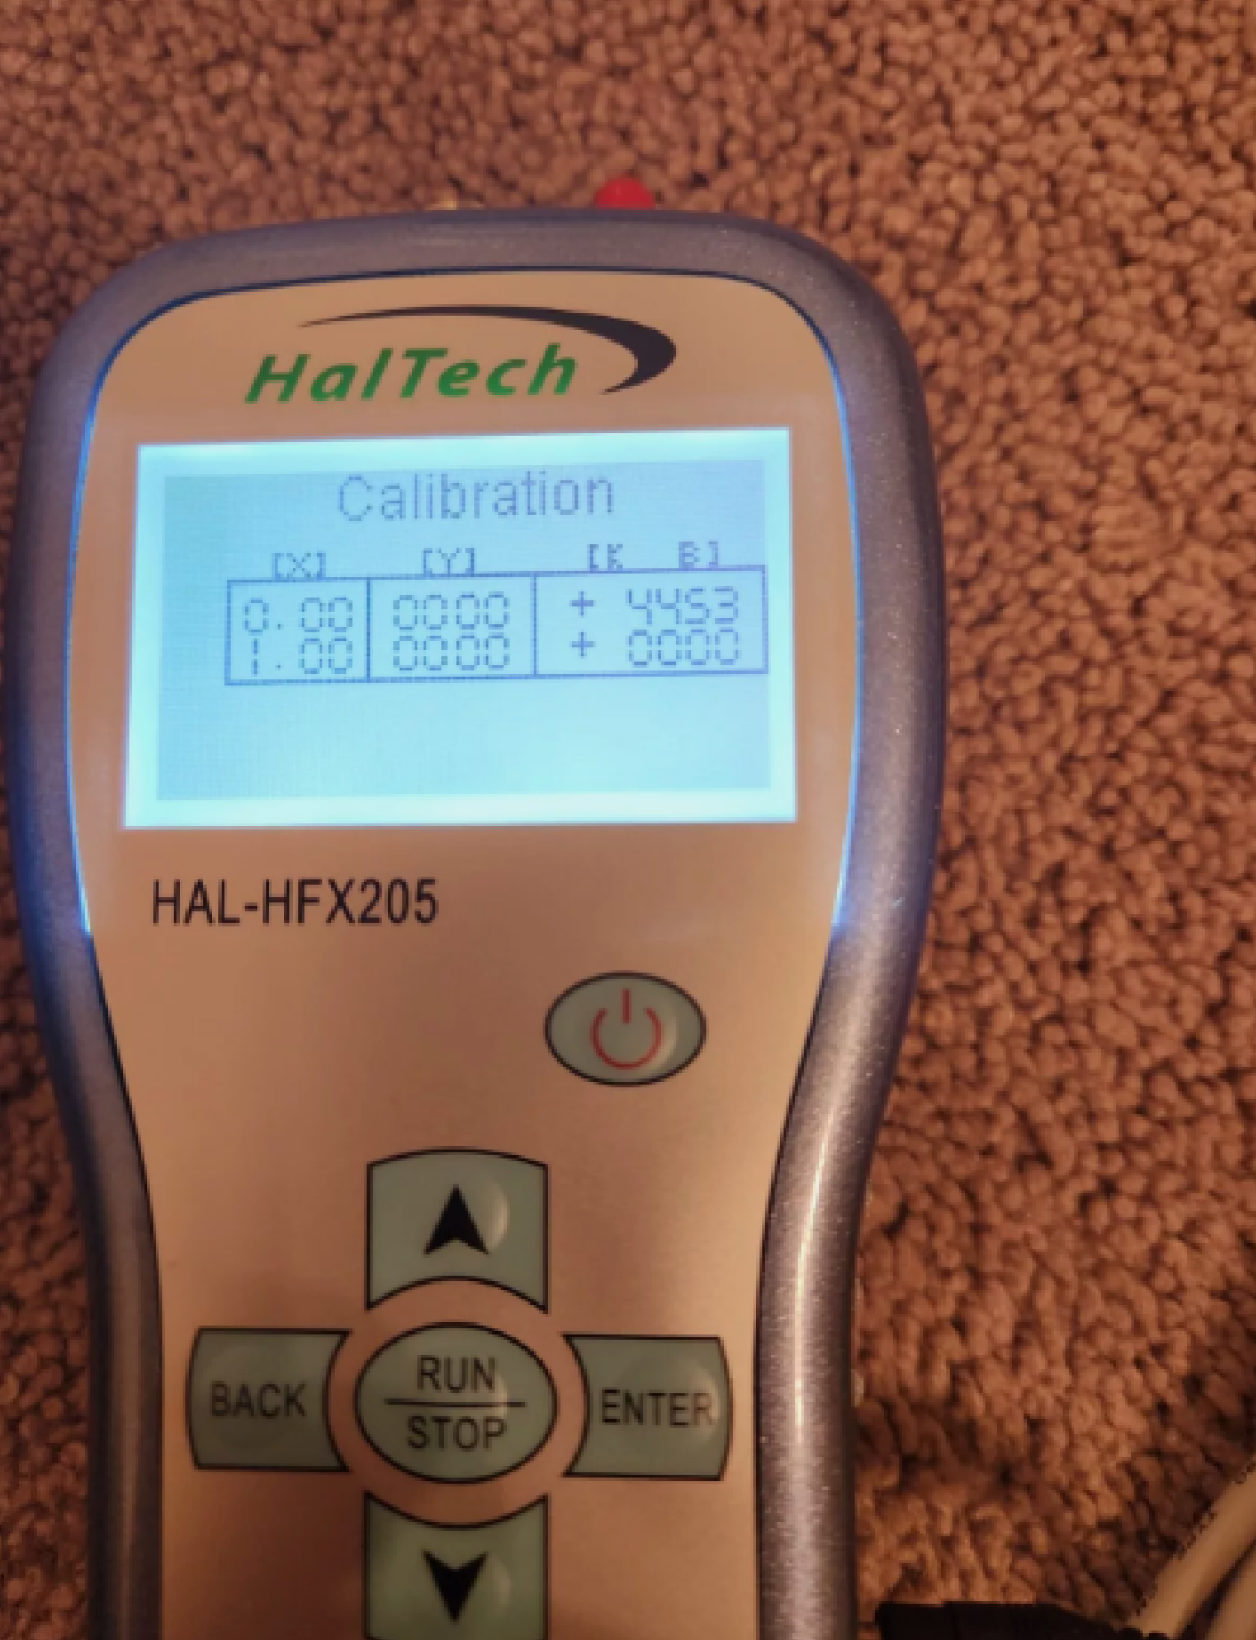 HalTech
Calibration
[X] [Y] [K B]
0.00 0000 + 4453
1.00 0000 + 0000
HAL-HFX205
RUN
BACK ENTER
STOP